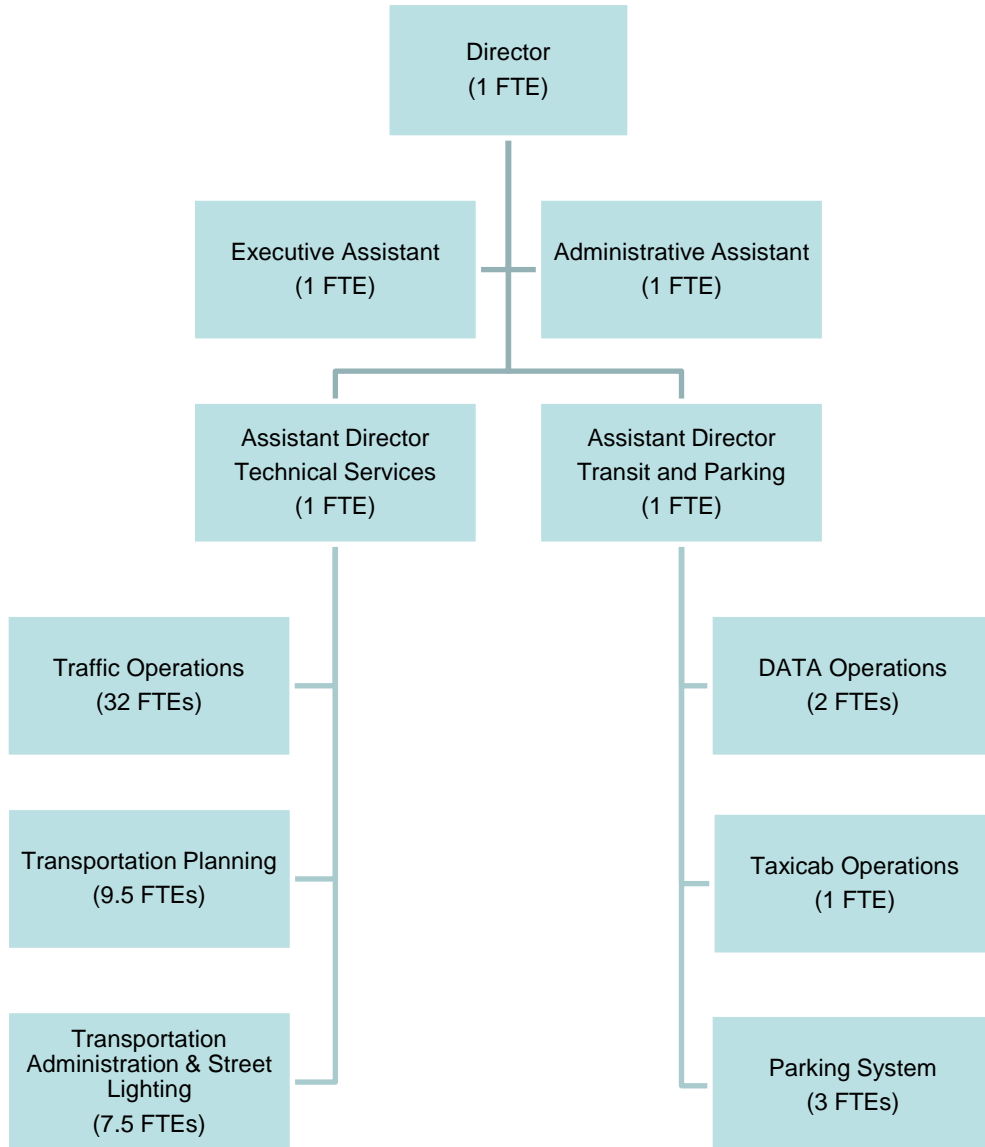 Director
(1 FTE)
Executive Assistant
(1 FTE)
Administrative Assistant
(1 FTE)
Assistant Director
Technical Services
(1 FTE)
Assistant Director
Transit and Parking
(1 FTE)
Traffic Operations
(32 FTEs)
DATA Operations
(2 FTEs)
Transportation Planning
(9.5 FTEs)
Taxicab Operations
(1 FTE)
Transportation
Administration & Street
Lighting
(7.5 FTEs)
Parking System
(3 FTEs)